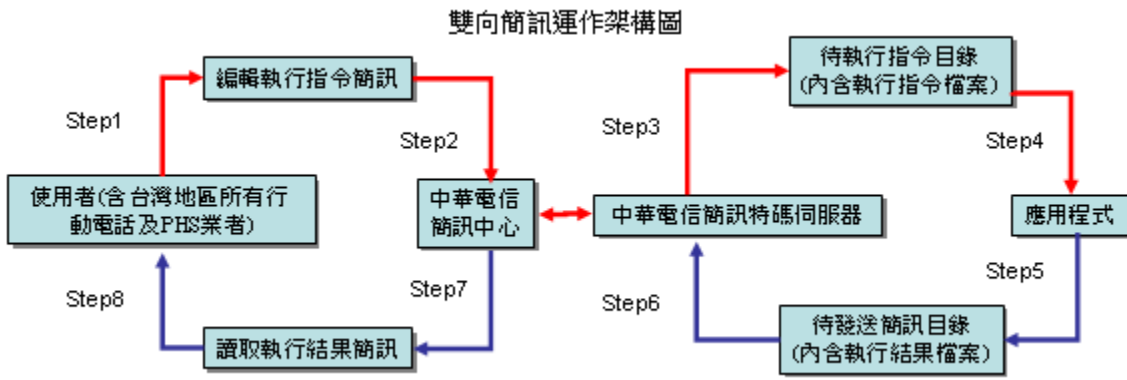 雙向簡訊運作架構圖
編輯執行指令簡訊
待執行指令目錄
(內含執行指令檔案)
Step1
Step2
Step3
Step4
使用者(含台灣地區所有行
動電話及PHS業者)
中華電信
簡訊中心
中華電信簡訊特碼伺服器
應用程式
Step8
Step7
Step6
Step5
讀取執行結果簡訊
待發送簡訊目錄
(內含執行結果檔案)